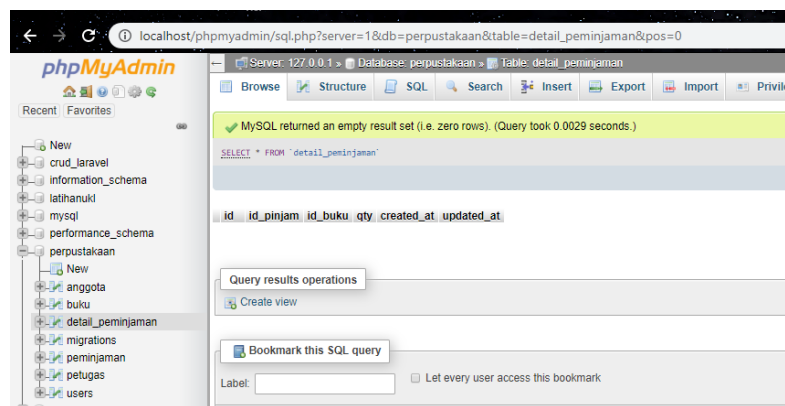 localhost/phpmyadmin/sql.php?server=1&db=perpustakaan&table=detail_peminjaman&pos=0
phpMyAdmin
Recent Favorites
New
crud_laravel
information_schema
latihanukl
mysql
performance_schema
perpustakaan
New
anggota
buku
detail_peminjaman
migrations
peminjaman
petugas
users
Server: 127.0.0.1 » Database: perpustakaan » Table: detail_peminjaman
Browse Structure SQL Search Insert Export Import Privile
MySQL returned an empty result set (i.e. zero rows). (Query took 0.0029 seconds.)
SELECT * FROM `detail_peminjaman`
id id_pinjam id_buku qty created_at updated_at
Query results operations
Create view
Bookmark this SQL query
Label: Let every user access this bookmark